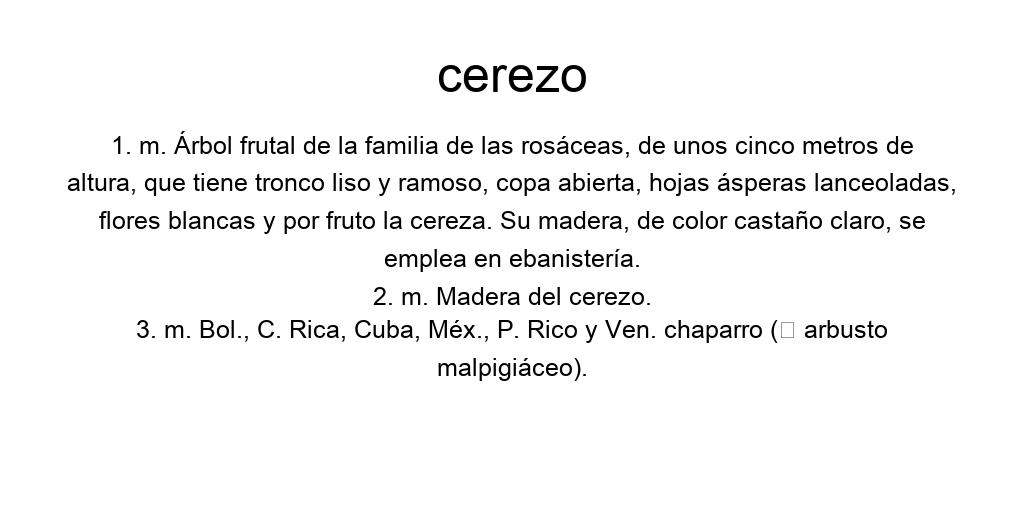 cerezo
1. m. Árbol frutal de la familia de las rosáceas, de unos cinco metros de
altura, que tiene tronco liso y ramoso, copa abierta, hojas ásperas lanceoladas,
flores blancas y por fruto la cereza. Su madera, de color castaño claro, se
emplea en ebanistería.
2. m. Madera del cerezo.
3. m. Bol., C. Rica, Cuba, Méx., P. Rico y Ven. chaparro (□ arbusto
malpigiáceo).